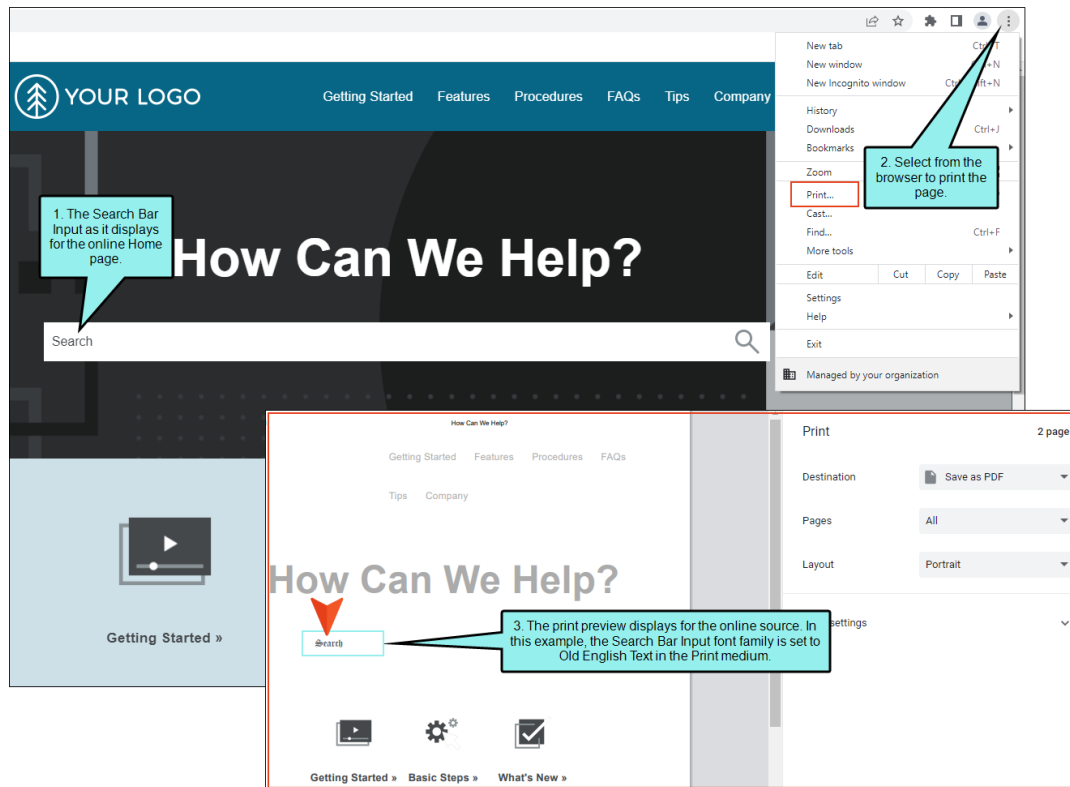 YOUR LOGO
Getting Started Features Procedures FAQs Tips Company
1. The Search Bar
Input as it displays
for the online Home
page.
How Can We Help?
Search
Getting Started »
New tab
New window
New Incognito window
History
Downloads Ctrl+J
Bookmarks
Zoom
Print...
Cast...
Find... Ctrl+F
More tools
Edit Cut Copy Paste
Settings
Help
Exit
Managed by your organization
2. Select from the
browser to print the
page.
How Can We Help?
Getting Started Features Procedures FAQs
Tips Company
How Can We Help?
Search
3. The print preview displays for the online source. In
this example, the Search Bar Input font family is set to
Old English Text in the Print medium.
Getting Started » Basic Steps » What's New »
Print 2 page
Destination Save as PDF
Pages All
Layout Portrait
settings